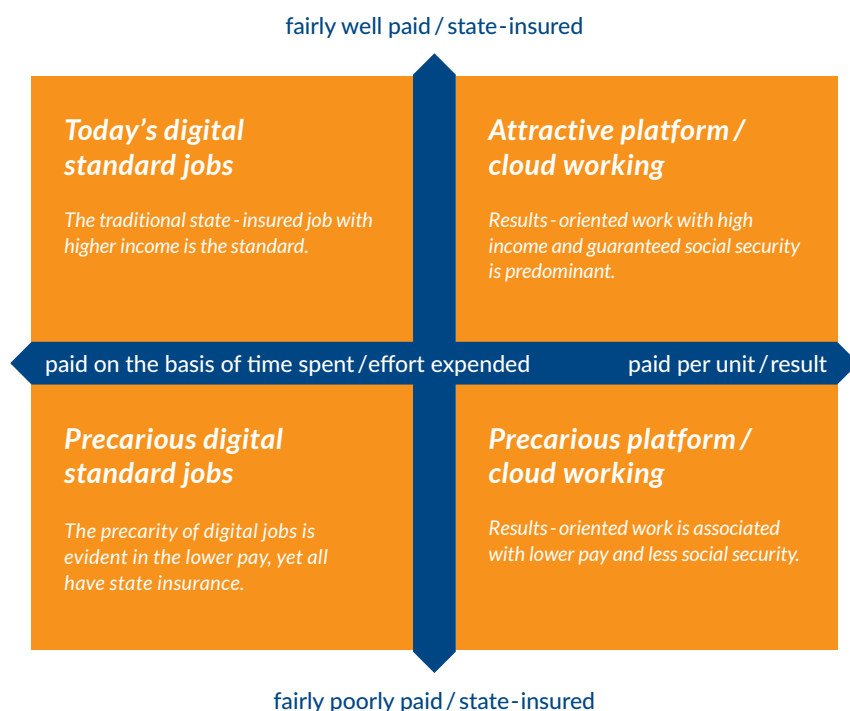 fairly well paid / state-insured
Today's digital
standard jobs
The traditional state-insured job with
higher income is the standard.
Attractive platform /
cloud working
Results-oriented work with high
income and guaranteed social security
is predominant.
paid on the basis of time spent / effort expended
paid per unit / result
Precarious digital
standard jobs
The precarity of digital jobs is
evident in the lower pay, yet all
have state insurance.
Precarious platform /
cloud working
Results-oriented work is associated
with lower pay and less social security.
fairly poorly paid / state-insured